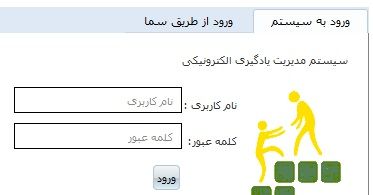 ورود به سیستم ورود از طریق سما
سیستم مدیریت یادگیری الکترونیکی
نام کاربری : نام کاربری
کلمه عبور: کلمه عبور
ورود